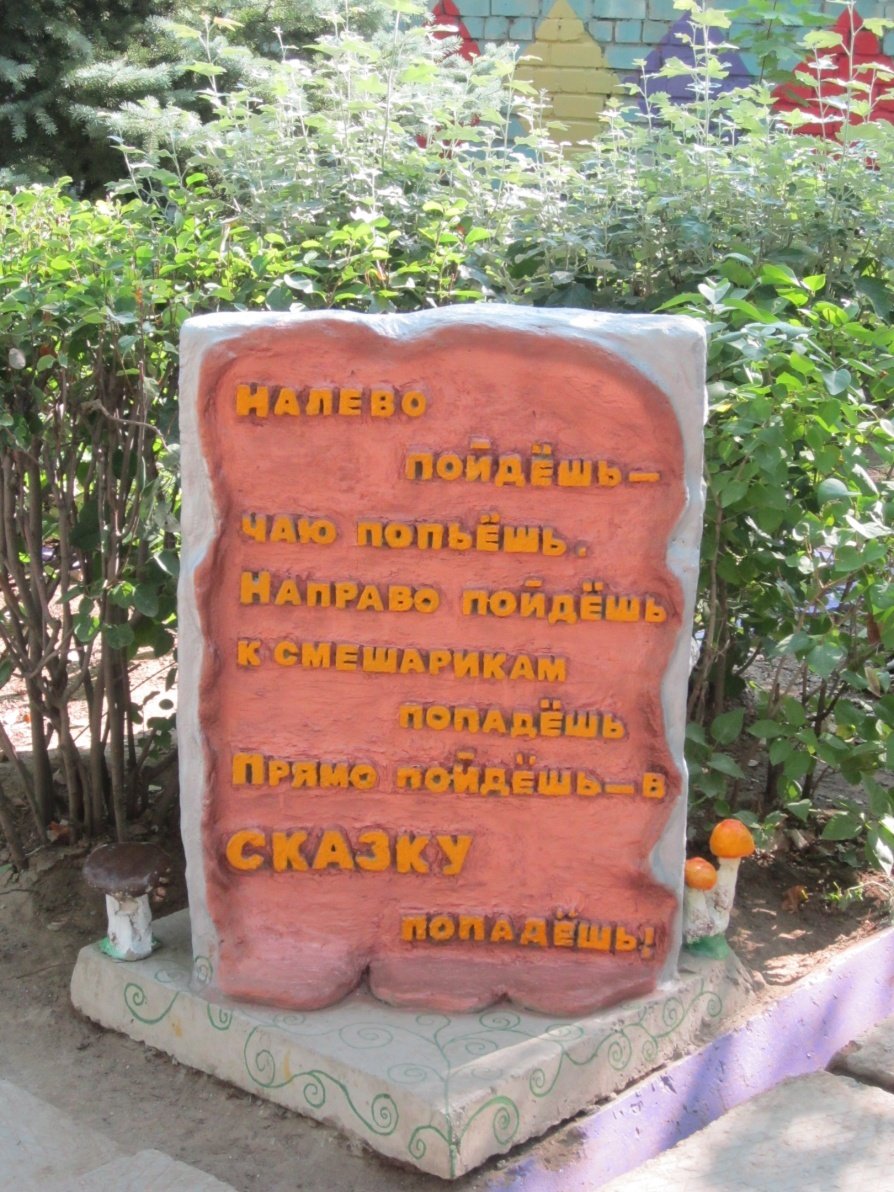 Налево
пойдёшь—
чаю попьёшь.
Направо пойдёшь
к смешарикам
попадёшь
Прямо пойдёшь—в
сказку
попадёшь!